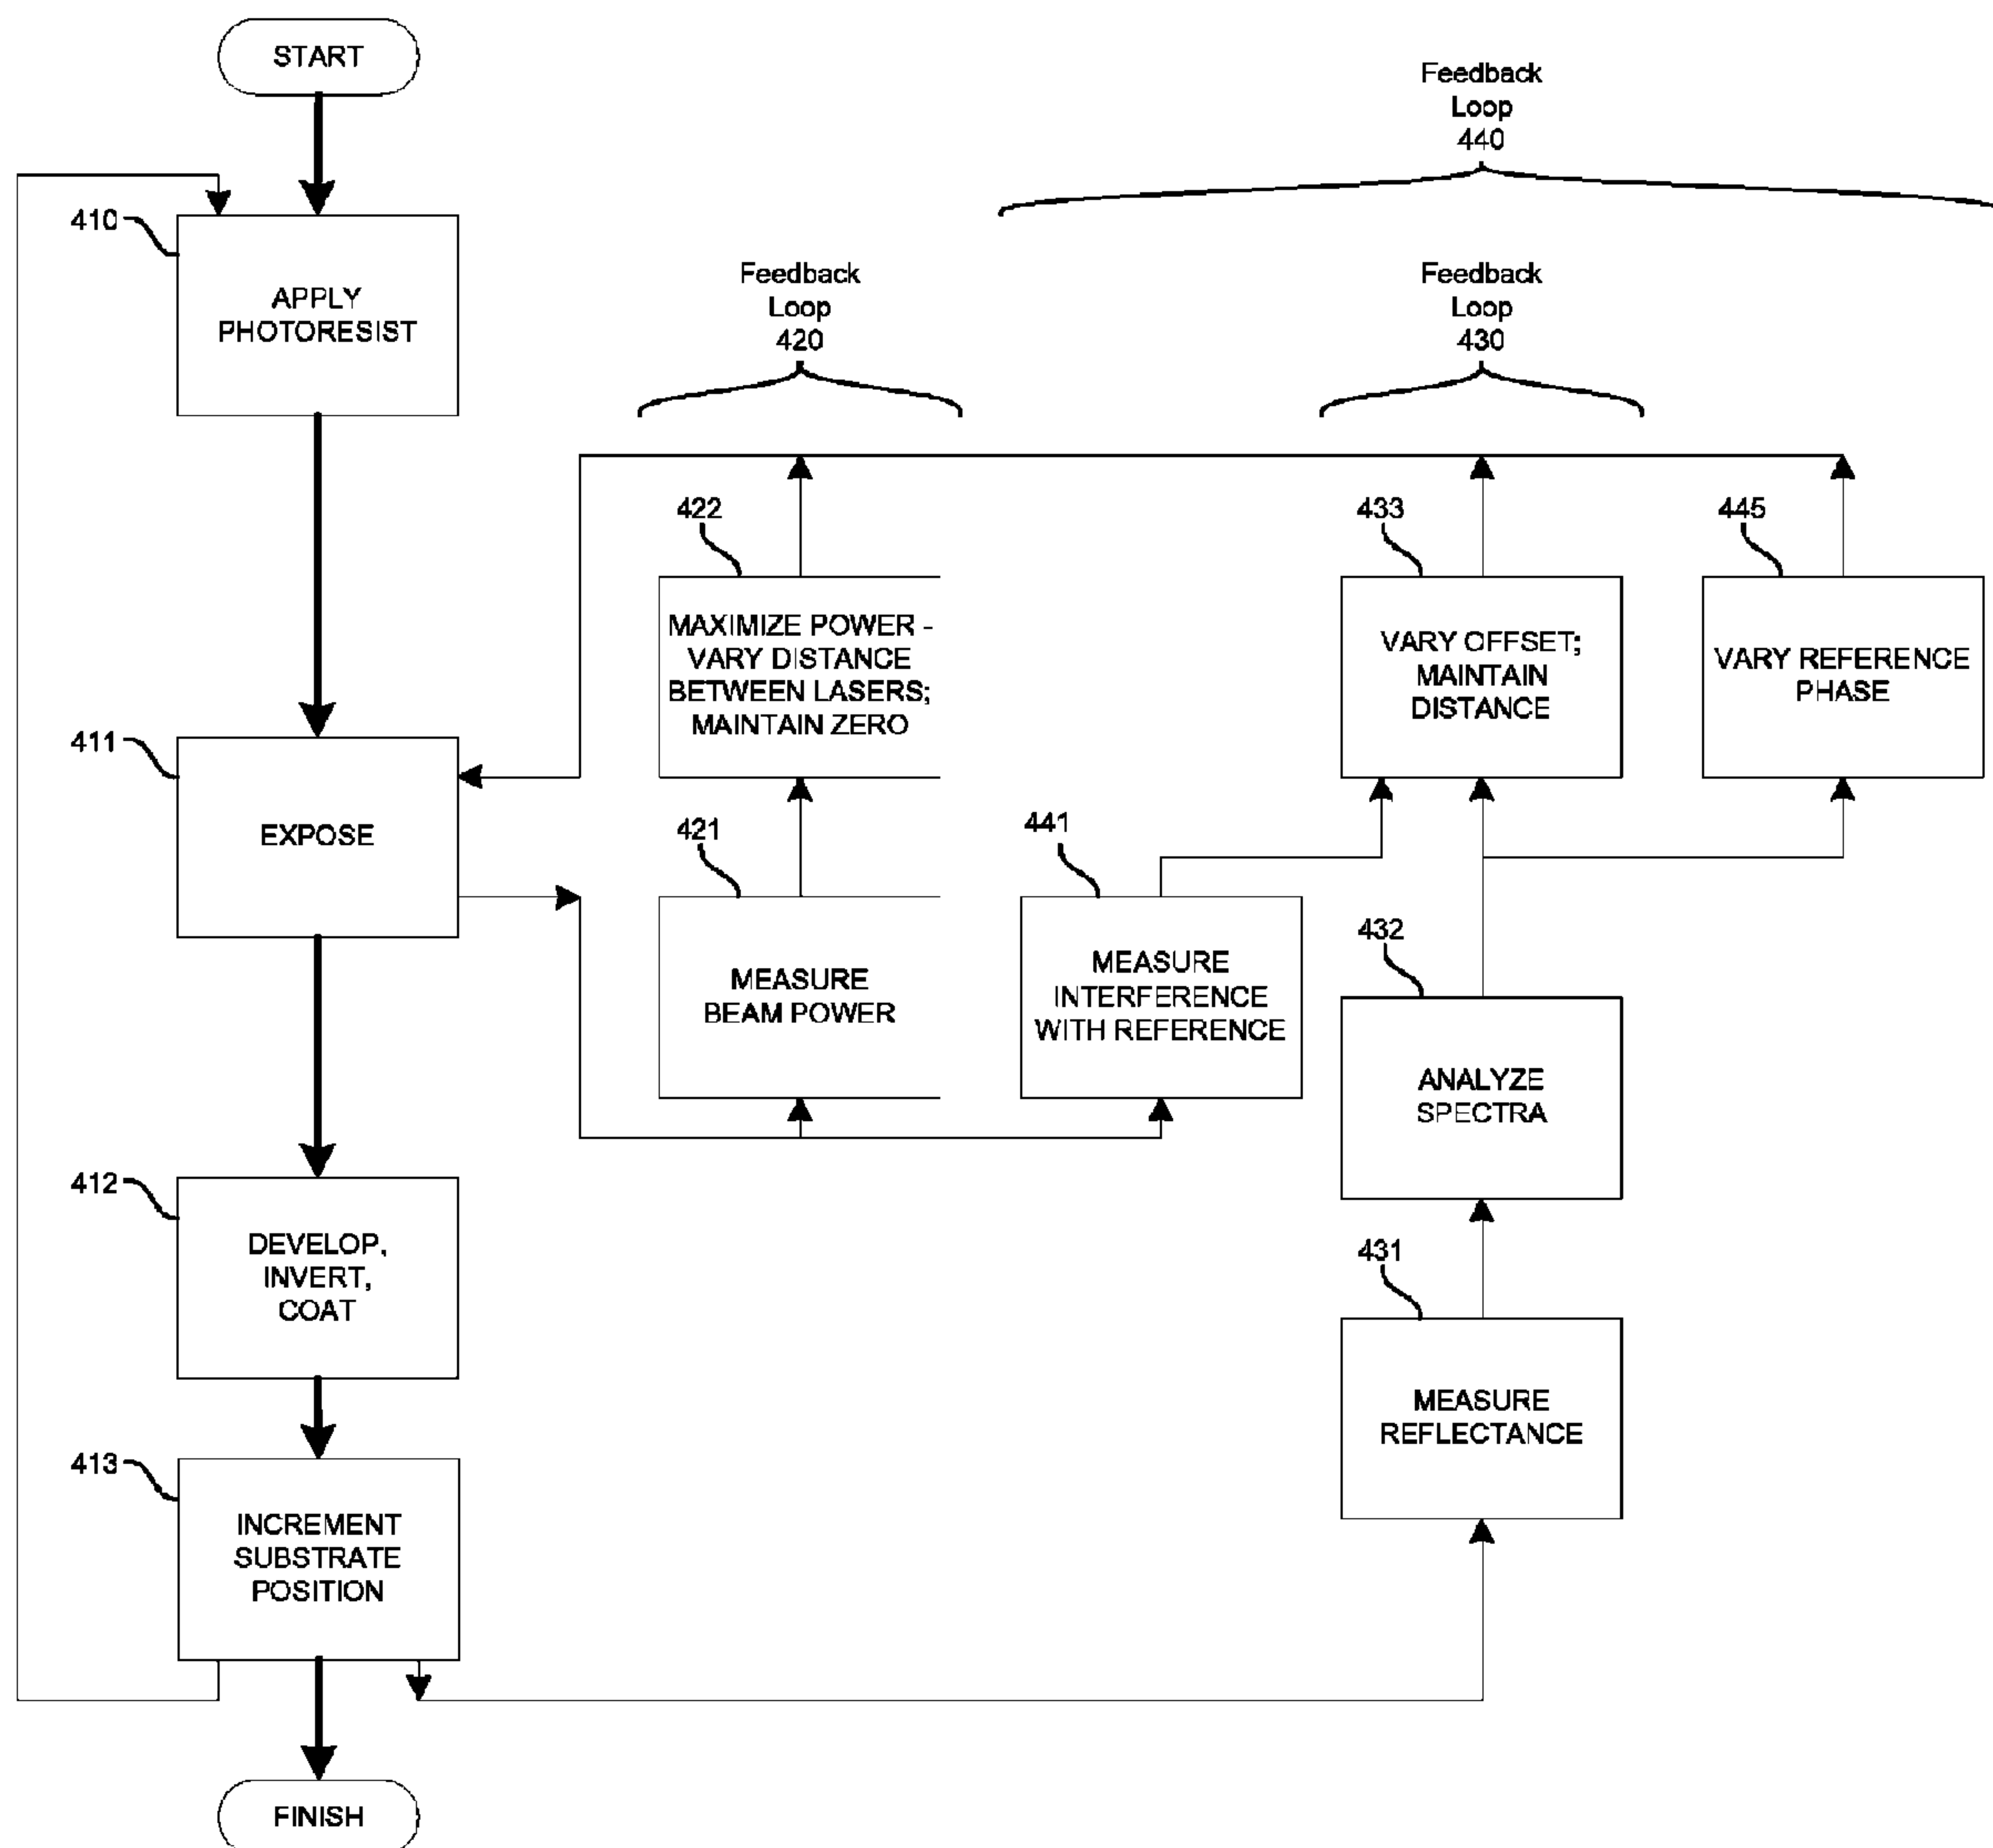 START
Feedback
Loop
440
410
APPLY
PHOTORESIST
Feedback
Loop
420
Feedback
Loop
430
422
MAXIMIZE POWER -
VARY DISTANCE
BETWEEN LASERS;
MAINTAIN ZERO
433
VARY OFFSET;
MAINTAIN
DISTANCE
445
VARY REFERENCE
PHASE
411
EXPOSE
421
MEASURE
BEAM POWER
441
MEASURE
INTERFERENCE
WITH REFERENCE
432
ANALYZE
SPECTRA
412
DEVELOP,
INVERT,
COAT
431
MEASURE
REFLECTANCE
413
INCREMENT
SUBSTRATE
POSITION
FINISH